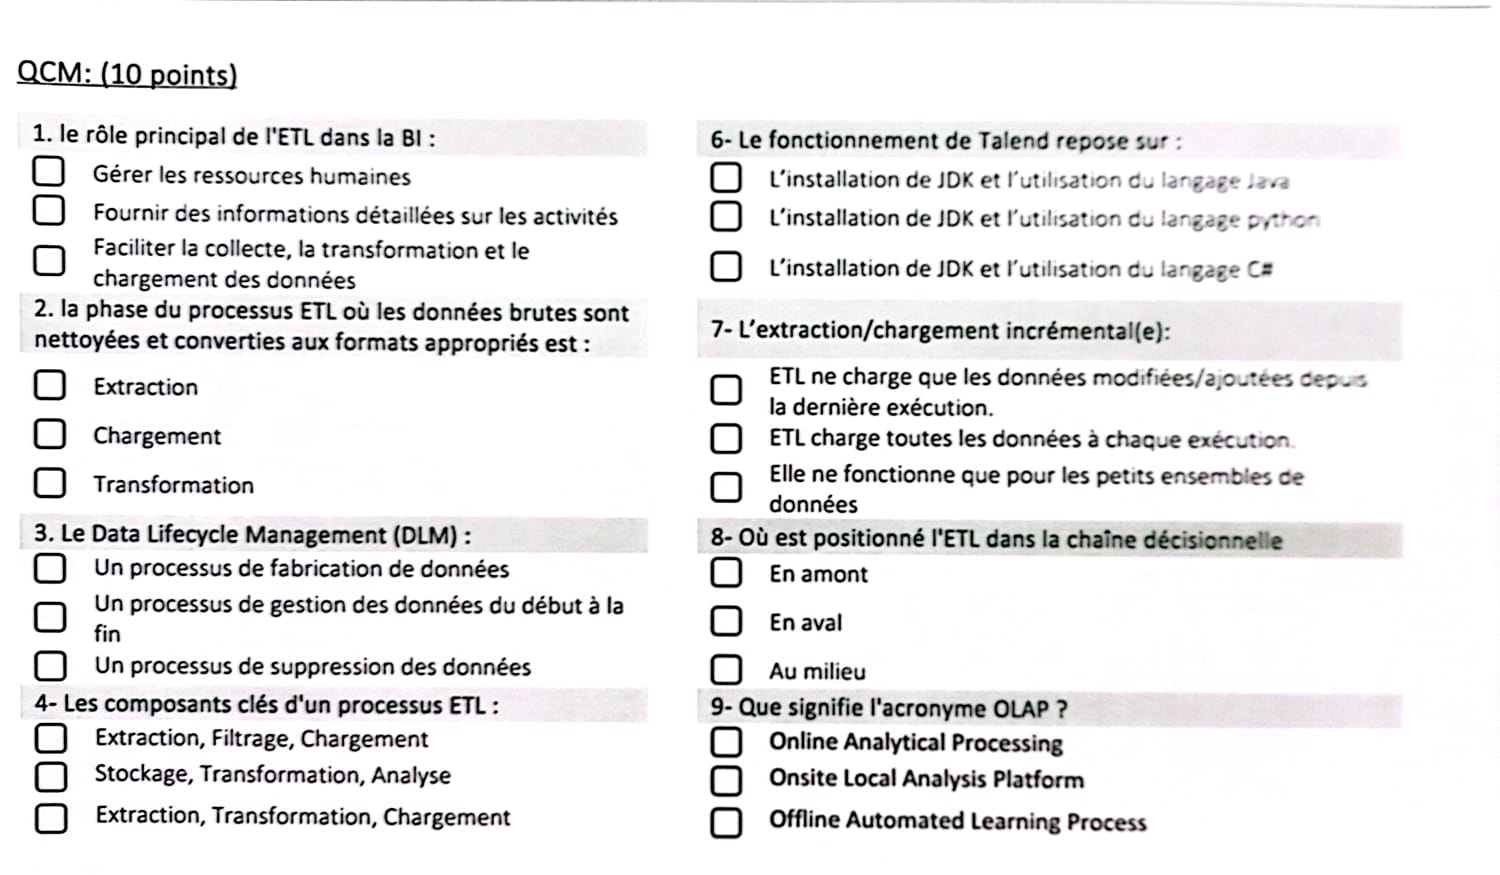 QCM: (10 points)
1. le rôle principal de l'ETL dans la BI :
Gérer les ressources humaines
Fournir des informations détaillées sur les activités
Faciliter la collecte, la transformation et le
chargement des données
2. la phase du processus ETL où les données brutes sont
nettoyées et converties aux formats appropriés est :
Extraction
Chargement
Transformation
3. Le Data Lifecycle Management (DLM) :
Un processus de fabrication de données
Un processus de gestion des données du début à la
fin
Un processus de suppression des données
4- Les composants clés d'un processus ETL :
Extraction, Filtrage, Chargement
Stockage, Transformation, Analyse
Extraction, Transformation, Chargement
6- Le fonctionnement de Talend repose sur :
L'installation de JDK et l'utilisation du langage Java
L'installation de JDK et l'utilisation du langage python
L'installation de JDK et l'utilisation du langage C#
7- L'extraction/chargement incrémental(e):
ETL ne charge que les données modifiées/ajoutées depuis
la dernière exécution.
ETL charge toutes les données à chaque exécution.
Elle ne fonctionne que pour les petits ensembles de
données
8- Où est positionné l'ETL dans la chaîne décisionnelle
En amont
En aval
Au milieu
9- Que signifie l'acronyme OLAP ?
Online Analytical Processing
Onsite Local Analysis Platform
Offline Automated Learning Process